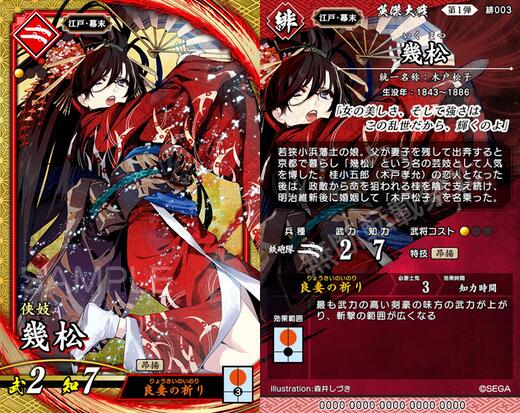 江戸・幕末
SAMPLE
侠妓
幾松
昂揚
武2 知7
りょうさいのいのり
良妻の祈り
3
緋
江戸・幕末
英傑大戦
第1弾
緋003
いくまつ
幾松
統一名称：木戸松子
生没年：1843～1886
「女の美しさ、そして強さは
この乱世だから、輝くのよ」
若狭小浜藩士の娘。父が妻子を残して出奔すると
京都で暮らし「幾松」という名の芸妓として人気
を博した。桂小五郎（木戸孝允）の恋人となった
後は、政敵から命を狙われる桂を陰で支え続け、
明治維新後に婚姻して「木戸松子」を名乗った。
兵種
武力
知力
武将コスト
鉄砲隊
2
7
特技
昂揚
りょうさいのいのり
良妻の祈り
必要士気
3
効果時間
知力時間
効果範囲
最も武力の高い剣豪の味方の武力が上が
り、斬撃の範囲が広くなる
Illustration:森井しづき
©SEGA
0000-0000-0000-0000-0000